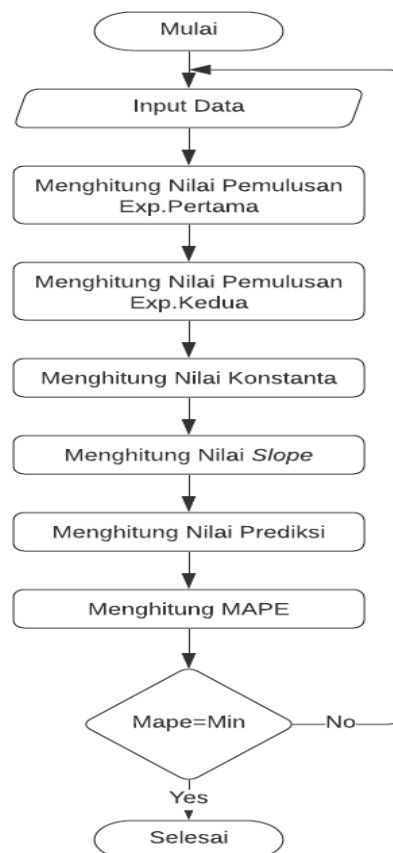 Mulai
Input Data
Menghitung Nilai Pemulusan
Exp.Pertama
Menghitung Nilai Pemulusan
Exp.Kedua
Menghitung Nilai Konstanta
Menghitung Nilai Slope
Menghitung Nilai Prediksi
Menghitung MAPE
Mape=Min
No
Yes
Selesai